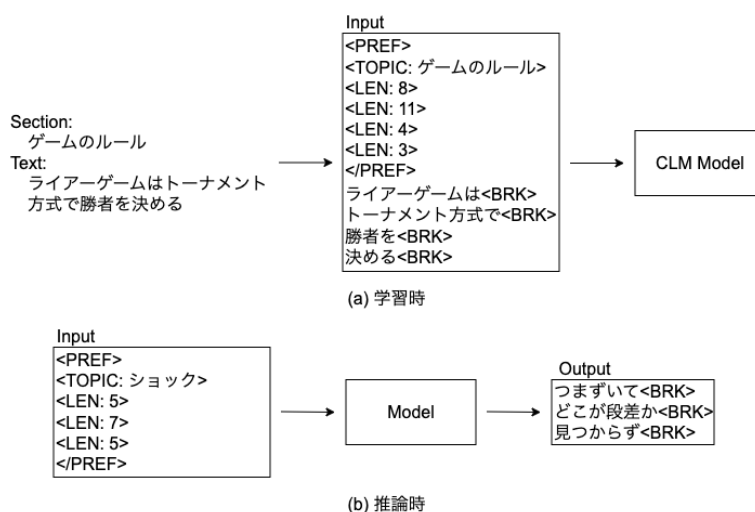 Section:
ゲームのルール
Text:
ライアーゲームはトーナメント
方式で勝者を決める
Input
<PREF>
<TOPIC: ゲームのルール>
<LEN: 8>
<LEN: 11>
<LEN: 4>
<LEN: 3>
</PREF>
ライアーゲームは<BRK>
トーナメント方式で<BRK>
勝者を<BRK>
決める<BRK>
CLM Model
(a) 学習時
Input
<PREF>
<TOPIC: ショック>
<LEN: 5>
<LEN: 7>
<LEN: 5>
</PREF>
Model
Output
つまずいて<BRK>
どこが段差か<BRK>
見つからず<BRK>
(b) 推論時